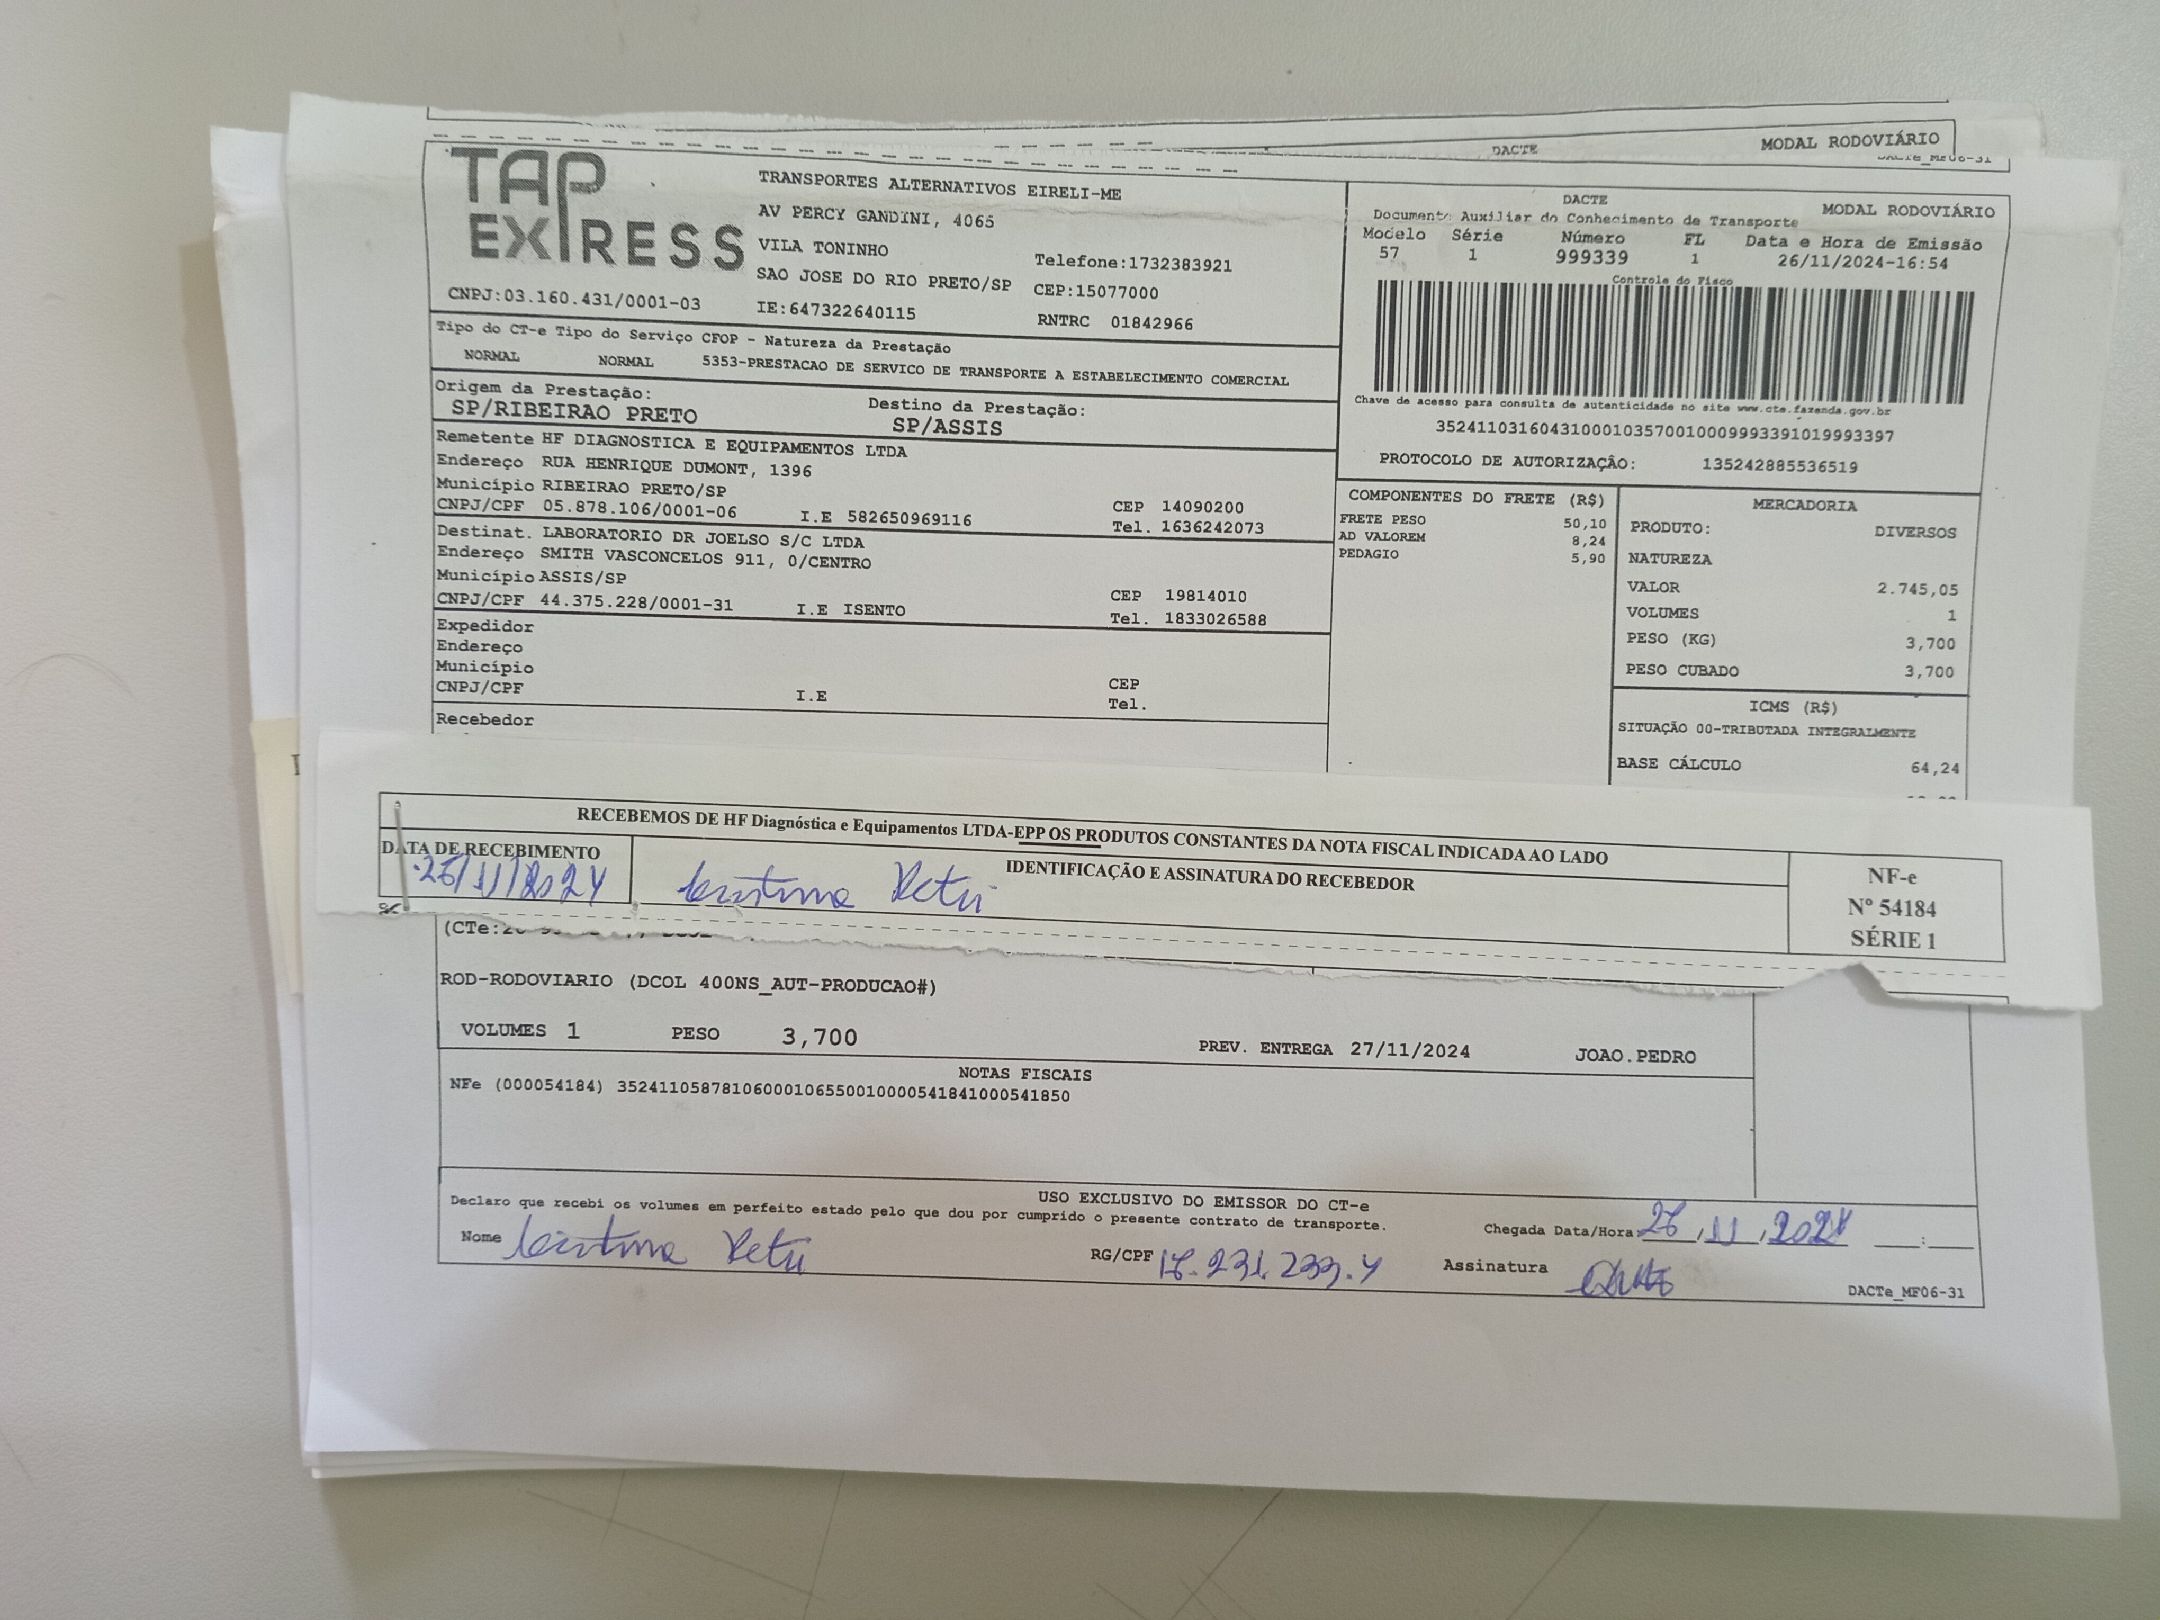 DACTE MODAL RODOVIÁRIO
DACTe_MF06-31
TAP EXPRESS
TRANSPORTES ALTERNATIVOS EIRELI-ME
AV PERCY GANDINI, 4065
VILA TONINHO Telefone:1732383921
SAO JOSE DO RIO PRETO/SP CEP:15077000
CNPJ:03.160.431/0001-03 IE:647322640115 RNTRC 01842966
DACTE MODAL RODOVIÁRIO
Documento Auxiliar do Conhecimento de Transporte
Modelo Série Número FL Data e Hora de Emissão
57 1 999339 1 26/11/2024-16:54
Controle do Fisco
Chave de acesso para consulta de autenticidade no site www.cte.fazenda.gov.br
35241103160431000103570010009993391019993397
PROTOCOLO DE AUTORIZAÇÃO: 135242885536519
Tipo do CT-e Tipo do Serviço CFOP - Natureza da Prestação
NORMAL NORMAL 5353-PRESTACAO DE SERVICO DE TRANSPORTE A ESTABELECIMENTO COMERCIAL
Origem da Prestação: Destino da Prestação:
SP/RIBEIRAO PRETO SP/ASSIS
Remetente HF DIAGNOSTICA E EQUIPAMENTOS LTDA
Endereço RUA HENRIQUE DUMONT, 1396
Município RIBEIRAO PRETO/SP CEP 14090200
CNPJ/CPF 05.878.106/0001-06 I.E 582650969116 Tel. 1636242073
Destinat. LABORATORIO DR JOELSO S/C LTDA
Endereço SMITH VASCONCELOS 911, 0/CENTRO
Município ASSIS/SP CEP 19814010
CNPJ/CPF 44.375.228/0001-31 I.E ISENTO Tel. 1833026588
Expedidor
Endereço
Município CEP
CNPJ/CPF I.E Tel.
Recebedor
COMPONENTES DO FRETE (R$)
FRETE PESO 50,10
AD VALOREM 8,24
PEDAGIO 5,90
MERCADORIA
PRODUTO: DIVERSOS
NATUREZA
VALOR 2.745,05
VOLUMES 1
PESO (KG) 3,700
PESO CUBADO 3,700
ICMS (R$)
SITUAÇÃO 00-TRIBUTADA INTEGRALMENTE
BASE CÁLCULO 64,24
RECEBEMOS DE HF Diagnóstica e Equipamentos LTDA-EPP OS PRODUTOS CONSTANTES DA NOTA FISCAL INDICADA AO LADO
DATA DE RECEBIMENTO IDENTIFICAÇÃO E ASSINATURA DO RECEBEDOR
/11/2024
NF-e
Nº 54184
SÉRIE 1
(CTe:
ROD-RODOVIARIO (DCOL 400NS_AUT-PRODUCAO#)
VOLUMES 1 PESO 3,700 PREV. ENTREGA 27/11/2024 JOAO.PEDRO
NOTAS FISCAIS
NFe (000054184) 35241105878106000106550010000541841000541850
USO EXCLUSIVO DO EMISSOR DO CT-e
Declaro que recebi os volumes em perfeito estado pelo que dou por cumprido o presente contrato de transporte.
Chegada Data/Hora: 11 2024 :
Nome RG/CPF Assinatura
DACTe_MF06-31